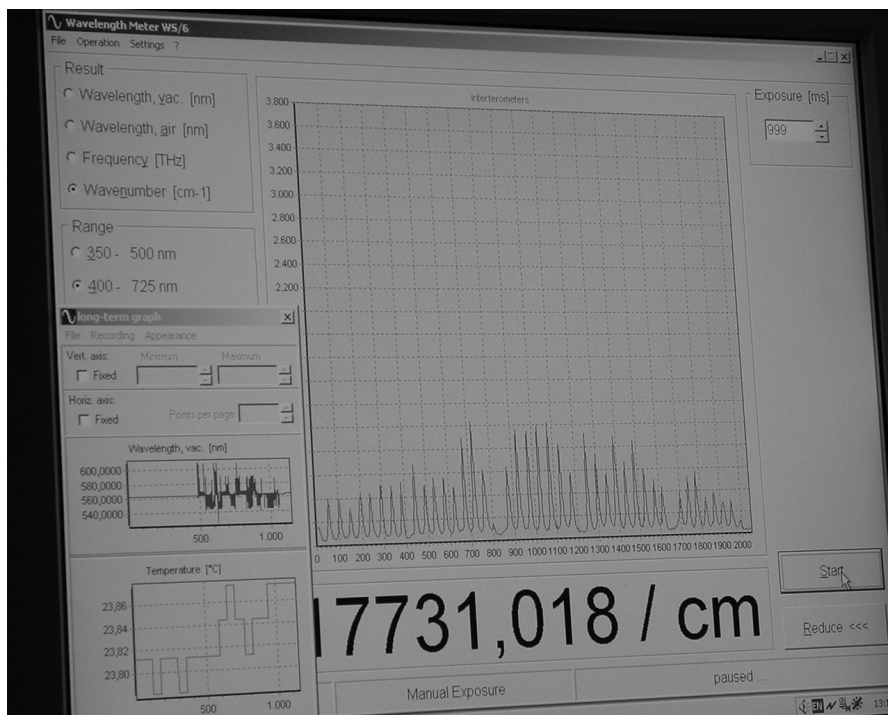 Wavelength Meter WS/6
File Operation Settings ?
Result
Wavelength, vac. [nm]
Wavelength, air [nm]
Frequency [THz]
Wavenumber [cm-1]
Range
350 - 500 nm
400 - 725 nm
Interferometers
3.800
3.600
3.400
3.200
3.000
2.800
2.600
2.400
2.200
0 100 200 300 400 500 600 700 800 900 1000 1100 1200 1300 1400 1500 1600 1700 1800 2000
Exposure [ms]
999
long-term graph
File Recording Appearance
Vert. axis: Minimum Maximum
Fixed
Horiz. axis:
Fixed Points per page
Wavelength, vac. [nm]
600,0000
580,0000
560,0000
540,0000
500 1.000
Temperature [°C]
23,86
23,84
23,82
23,80
500 1.000
17731,018 / cm
Start
Reduce <<<
Manual Exposure
paused ...
EN